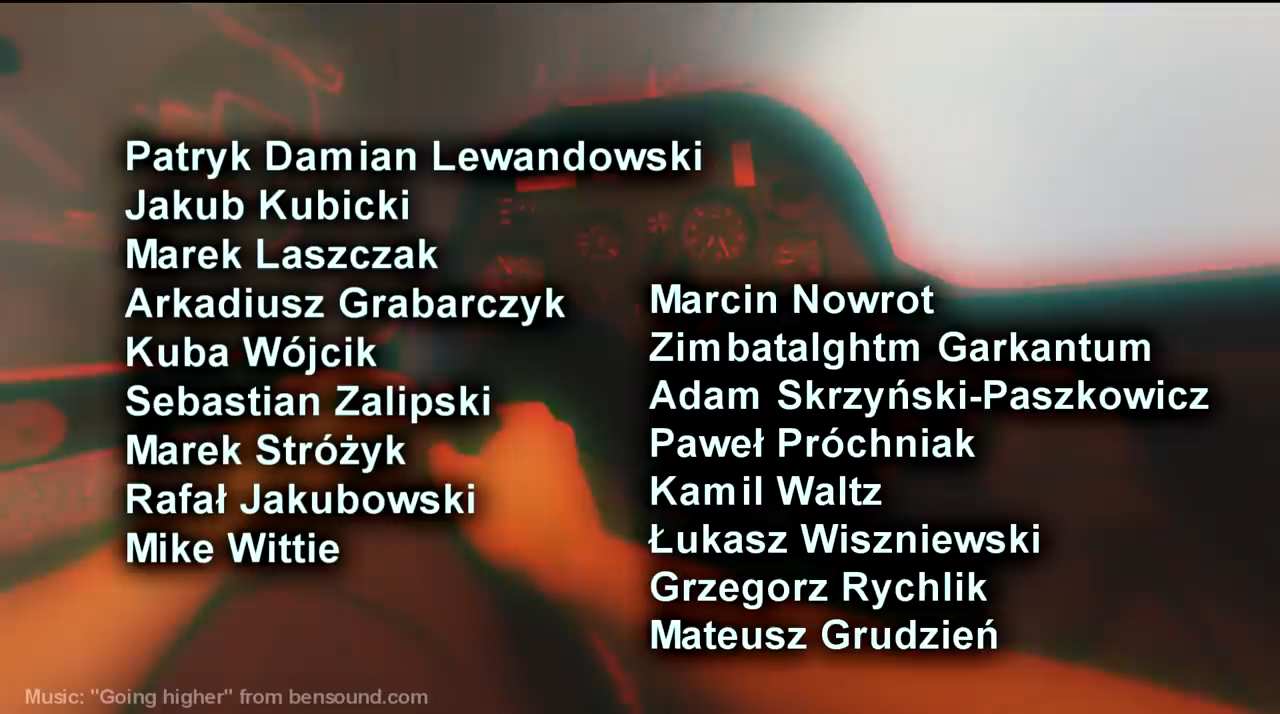 Patryk Damian Lewandowski
Jakub Kubicki
Marek Laszczak
Arkadiusz Grabarczyk
Kuba Wójcik
Sebastian Zalipski
Marek Stróżyk
Rafał Jakubowski
Mike Wittie
Marcin Nowrot
Zimbatalghtm Garkantum
Adam Skrzyński-Paszkowicz
Paweł Próchniak
Kamil Waltz
Łukasz Wiszniewski
Grzegorz Rychlik
Mateusz Grudzień
Music: "Going higher" from bensound.com